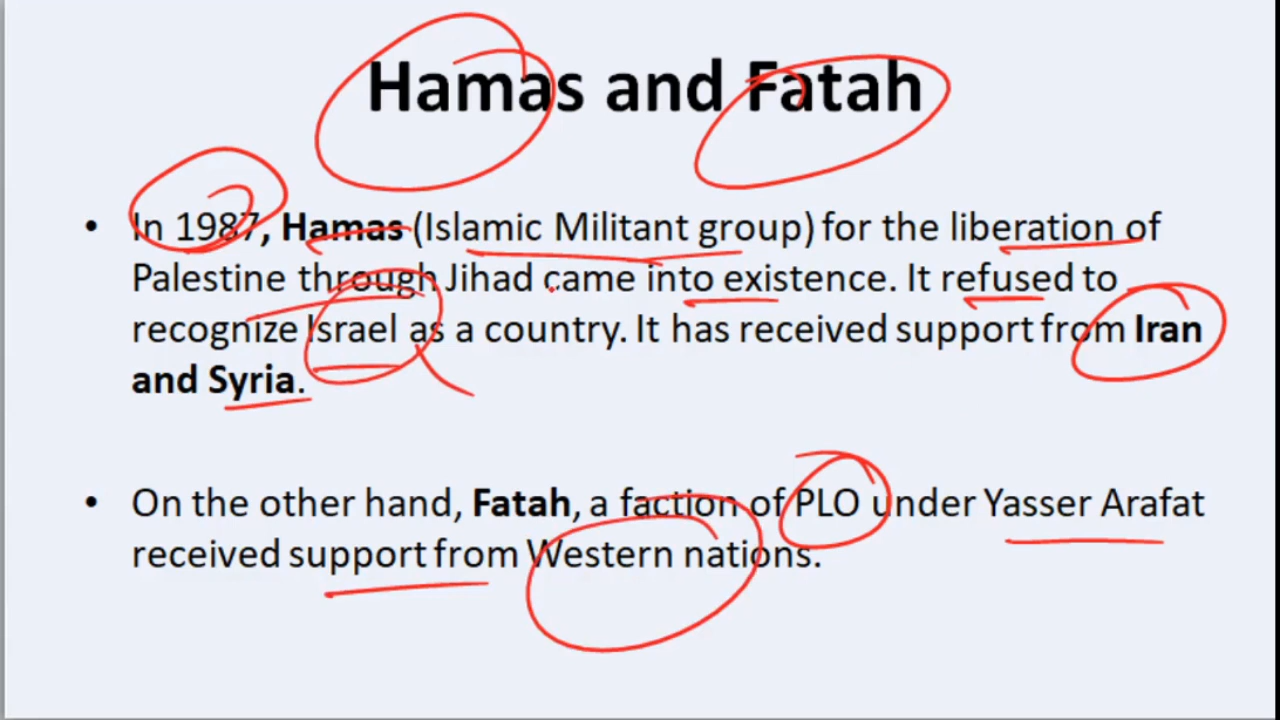 Hamas and Fatah
• In 1987, Hamas (Islamic Militant group) for the liberation of
Palestine through Jihad came into existence. It refused to
recognize Israel as a country. It has received support from Iran
and Syria.
• On the other hand, Fatah, a faction of PLO under Yasser Arafat
received support from Western nations.